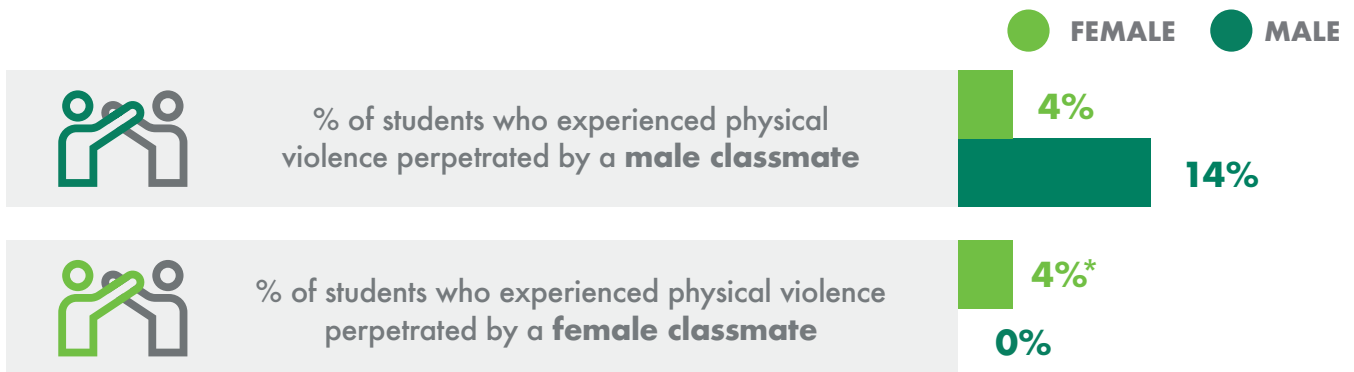 FEMALE MALE
% of students who experienced physical
violence perpetrated by a male classmate
4%
14%
% of students who experienced physical violence
perpetrated by a female classmate
4%*
0%